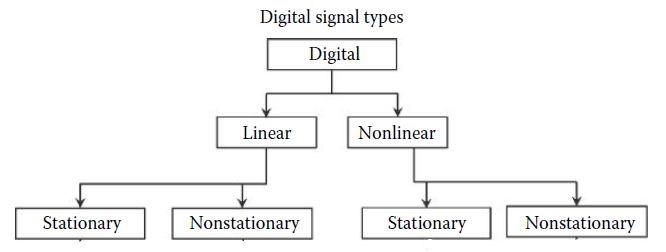 Digital signal types
Digital
Linear
Nonlinear
Stationary
Nonstationary
Stationary
Nonstationary